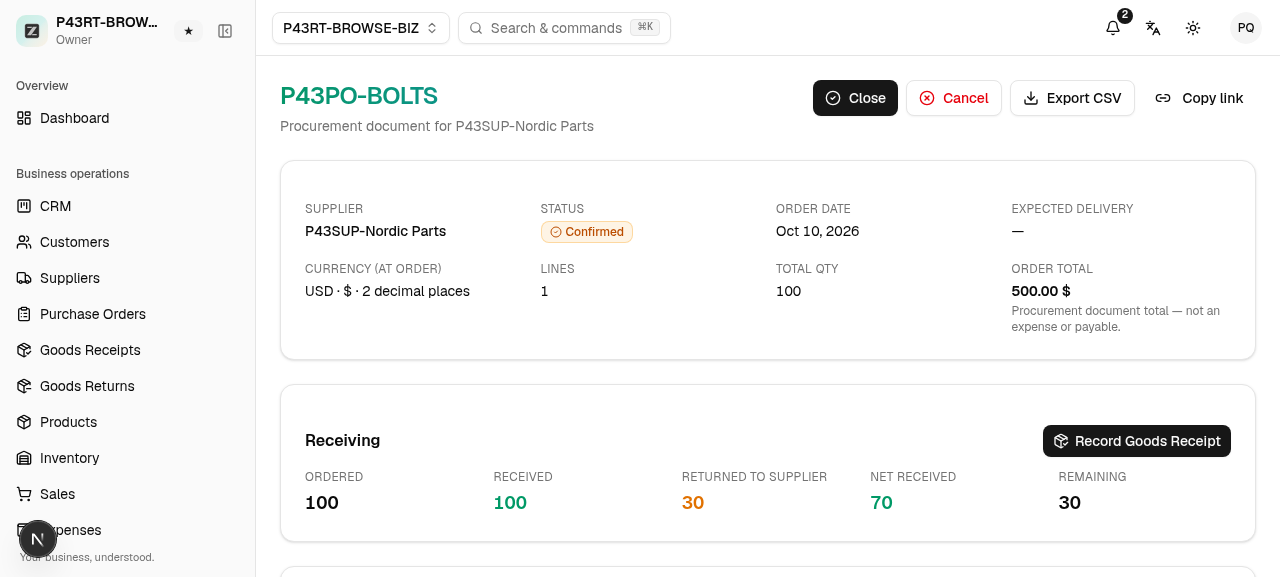 P43RT-BROW...
Owner
★
P43RT-BROWSE-BIZ
Search & commands
⌘K
2
PQ
Overview
Dashboard
Business operations
CRM
Customers
Suppliers
Purchase Orders
Goods Receipts
Goods Returns
Products
Inventory
Sales
Your business, understood.
P43PO-BOLTS
Procurement document for P43SUP-Nordic Parts
Close
Cancel
Export CSV
Copy link
SUPPLIER
P43SUP-Nordic Parts
STATUS
Confirmed
ORDER DATE
Oct 10, 2026
EXPECTED DELIVERY
—
CURRENCY (AT ORDER)
USD · $ · 2 decimal places
LINES
1
TOTAL QTY
100
ORDER TOTAL
500.00 $
Procurement document total — not an
expense or payable.
Receiving
Record Goods Receipt
ORDERED
100
RECEIVED
100
RETURNED TO SUPPLIER
30
NET RECEIVED
70
REMAINING
30